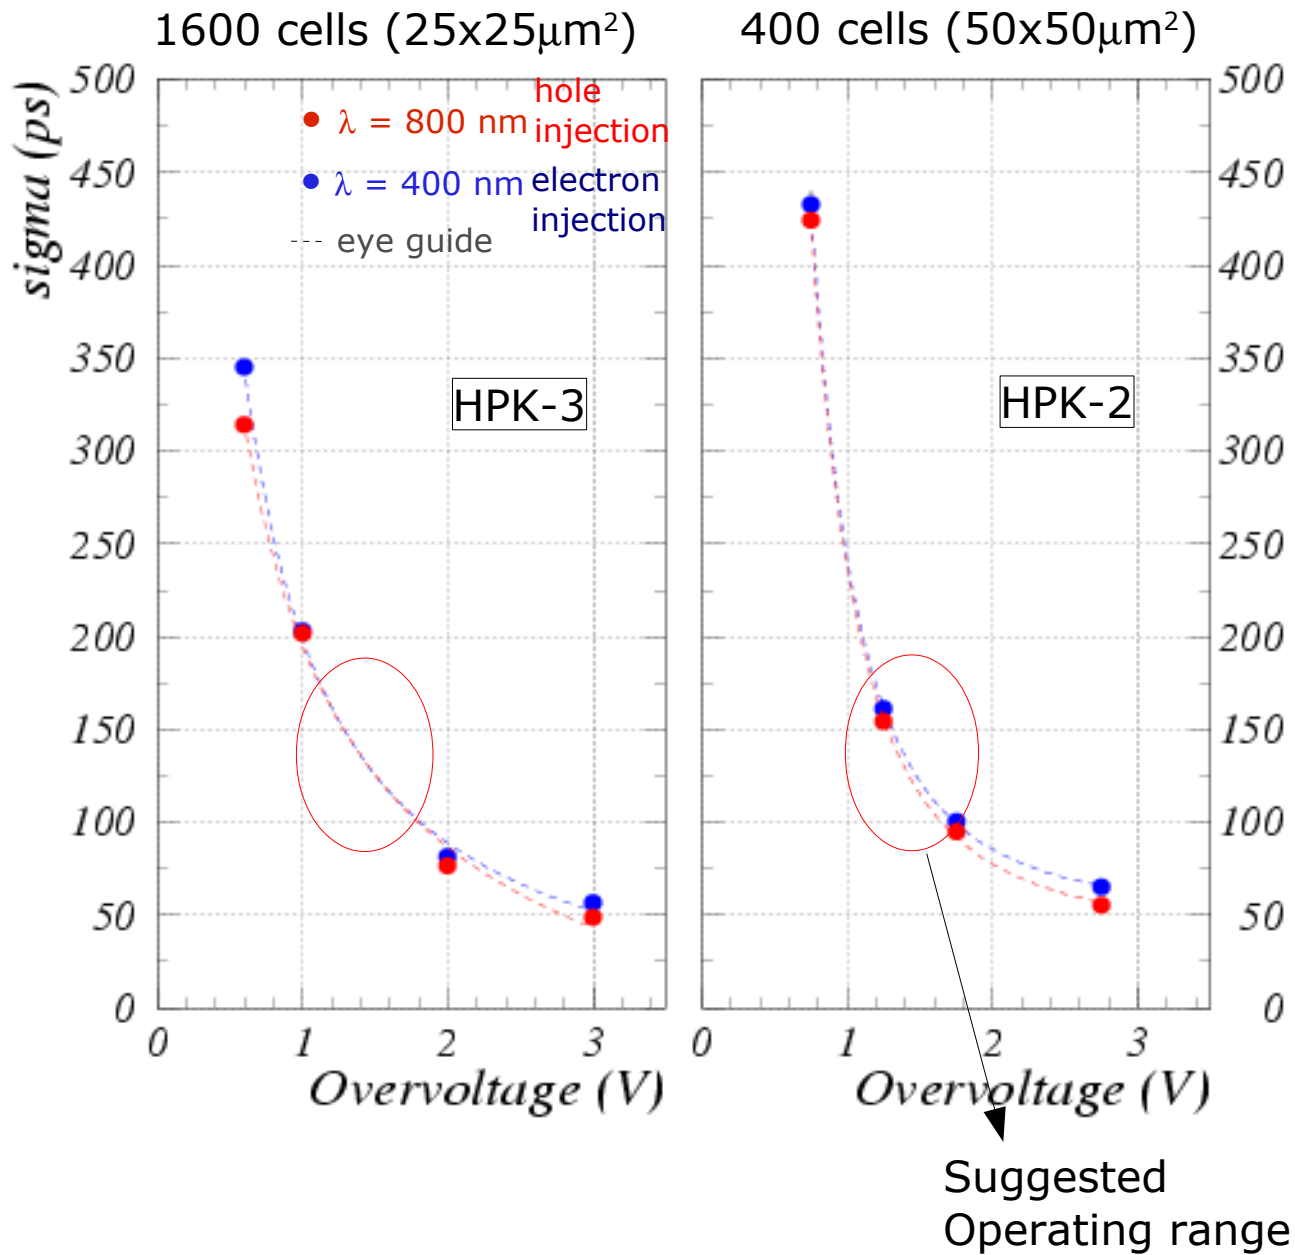 1600 cells (25x25μm²)
400 cells (50x50μm²)
sigma (ps)
500
450
400
350
300
250
200
150
100
50
0
λ = 800 nm
hole
injection
λ = 400 nm
electron
injection
--- eye guide
HPK-3
HPK-2
500
450
400
350
300
250
200
150
100
50
0
0 1 2 3
0 1 2 3
Overvoltage (V)
Overvoltage (V)
Suggested
Operating range